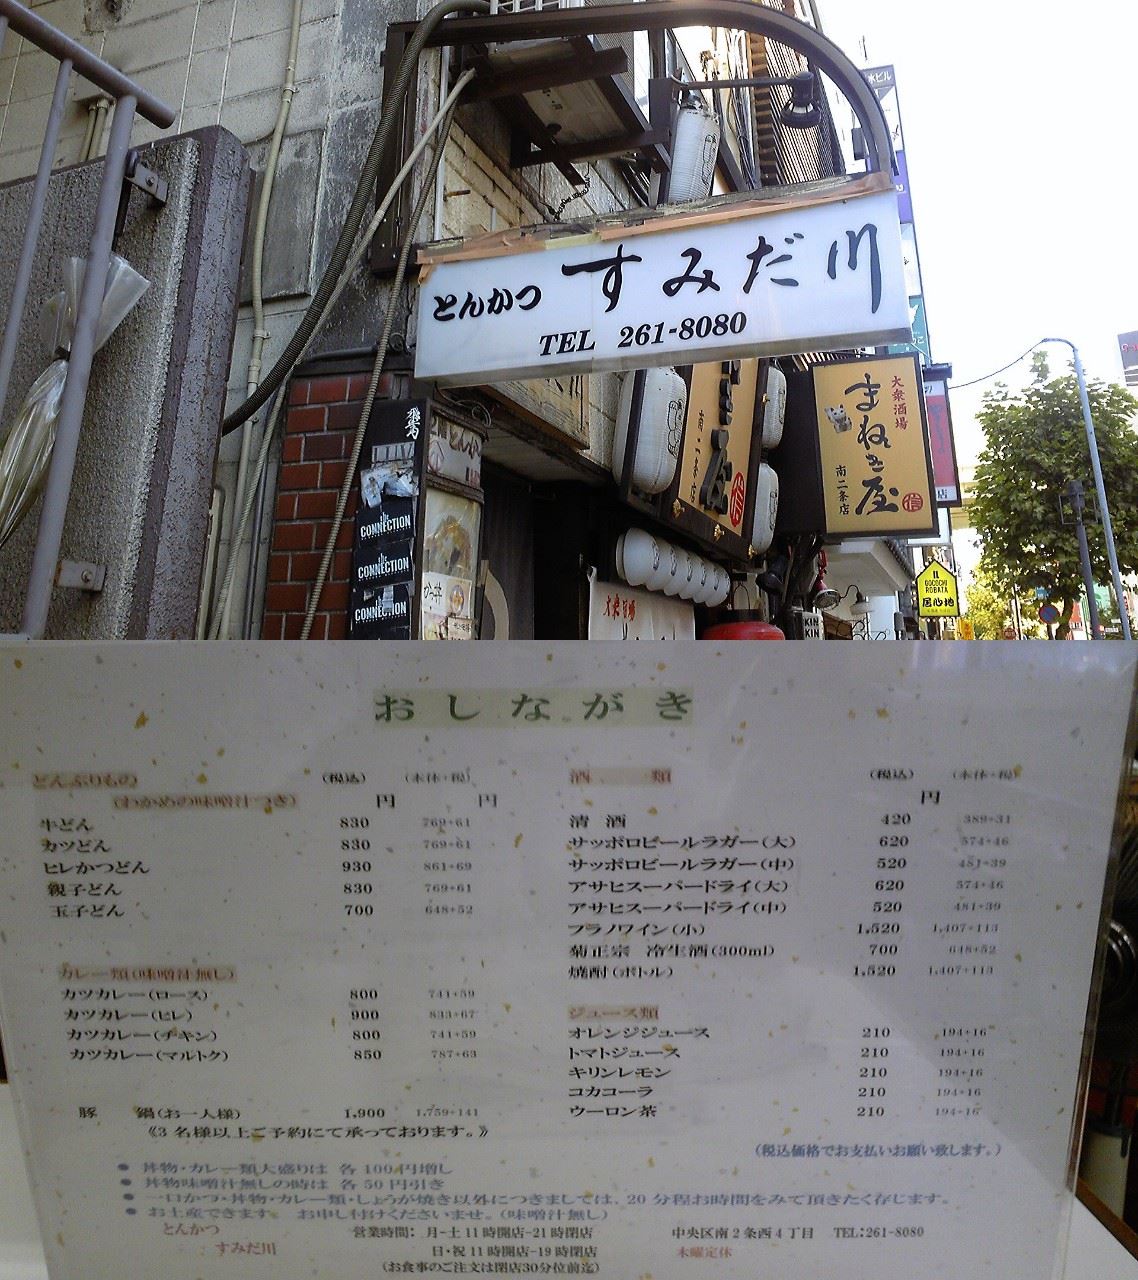 水ビル
とんかつ すみだ川
TEL 261-8080
大衆酒場
まねき屋
南二条店
CONNECTION
CONNECTION
CONNECTION
かつ丼
大衆酒場
KIN
KIN
COCOCHI
ROBATA
居心地
おしながき
どんぶりもの (税込) (本体+税)
(わかめの味噌汁つき) 円 円
牛どん 830 769+61
カツどん 830 769+61
ヒレかつどん 930 861+69
親子どん 830 769+61
玉子どん 700 648+52
カレー類(味噌汁無し)
カツカレー(ロース) 800 741+59
カツカレー(ヒレ) 900 833+67
カツカレー(チキン) 800 741+59
カツカレー(マルトク) 850 787+63
豚 鍋(お一人様) 1,900 1,759+141
《3名様以上ご予約にて承っております。》
酒 類 (税込) (本体+税)
円
清 酒 420 389+31
サッポロビールラガー(大) 620 574+46
サッポロビールラガー(中) 520 481+39
アサヒスーパードライ(大) 620 574+46
アサヒスーパードライ(中) 520 481+39
フラノワイン(小) 1,520 1,407+113
菊正宗 冷生酒(300ml) 700 648+52
焼酎(ボトル) 1,520 1,407+113
ジュース類
オレンジジュース 210 194+16
トマトジュース 210 194+16
キリンレモン 210 194+16
コカコーラ 210 194+16
ウーロン茶 210 194+16
(税込価格でお支払いお願い致します。)
● 丼物・カレー類大盛りは 各100円増し
● 丼物味噌汁無しの時は 各50円引き
● 一口かつ・丼物・カレー類・しょうが焼き以外につきましては、20分程お時間をみて頂きたく存じます。
● お土産できます。 お申し付けくださいませ。(味噌汁無し)
とんかつ
すみだ川
営業時間: 月-土11時開店-21時閉店
日・祝11時開店-19時閉店
(お食事のご注文は閉店30分位前迄)
中央区南2条西4丁目 TEL:261-8080
木曜定休